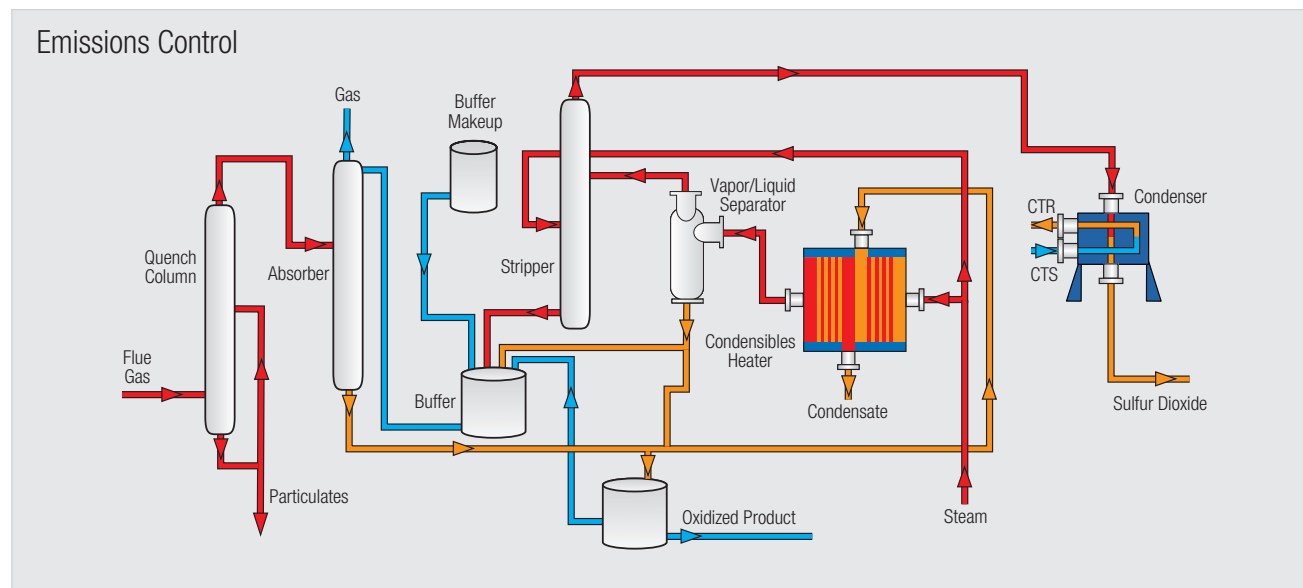 Emissions Control
Gas
Buffer
Makeup
Vapor/Liquid
Separator
Condenser
CTR
CTS
Quench
Column
Absorber
Stripper
Condensibles
Heater
Flue
Gas
Buffer
Condensate
Sulfur Dioxide
Particulates
Oxidized Product
Steam